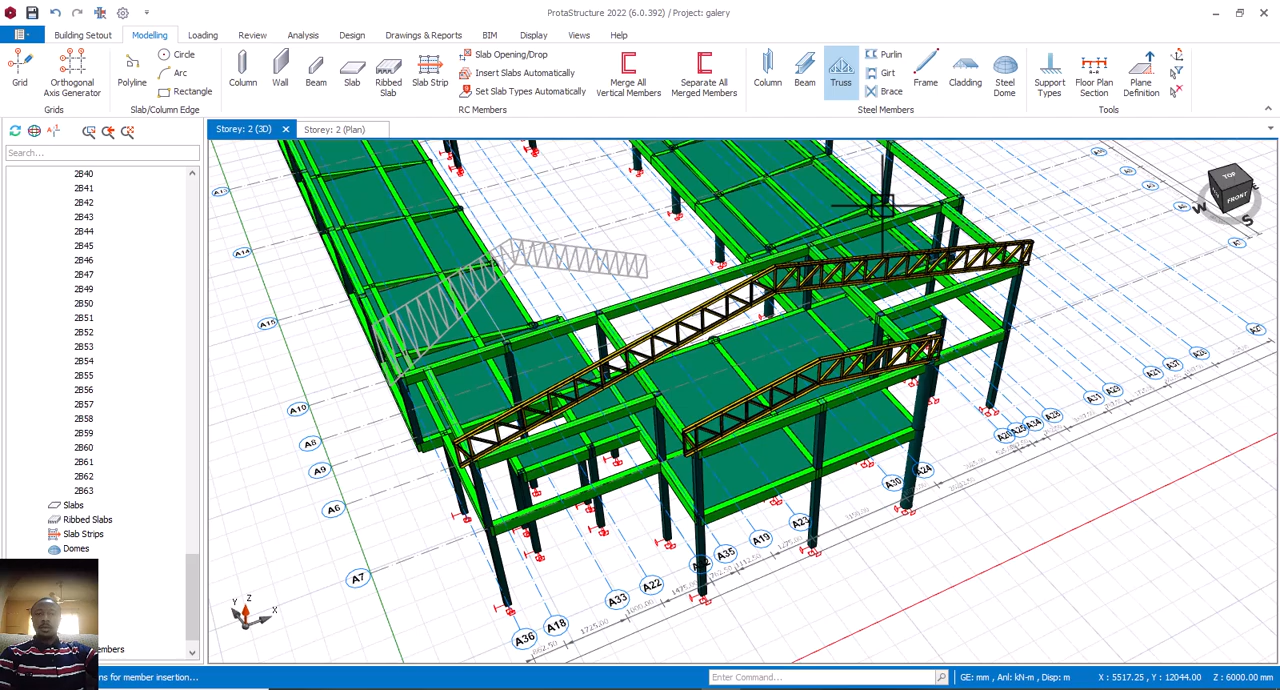 ProtaStructure 2022 (6.0.392) / Project: galery
Building Setout Modelling Loading Review Analysis Design Drawings & Reports BIM Display Views Help
Grid
Orthogonal Axis Generator
Grids
Polyline
Circle
Arc
Rectangle
Slab/Column Edge
Column
Wall
Beam
Slab
Ribbed Slab
Slab Strip
Slab Opening/Drop
Insert Slabs Automatically
Set Slab Types Automatically
Merge All Vertical Members
Separate All Merged Members
RC Members
Column
Beam
Truss
Purlin
Girt
Brace
Frame
Cladding
Steel Dome
Steel Members
Support Types
Floor Plan Section
Plane Definition
Tools
Storey: 2 (3D)
Storey: 2 (Plan)
Search...
2B40
2B41
2B42
2B43
2B44
2B45
2B46
2B47
2B49
2B50
2B51
2B52
2B53
2B54
2B55
2B56
2B57
2B58
2B59
2B60
2B61
2B62
2B63
Slabs
Ribbed Slabs
Slab Strips
Domes
embers
TOP
FRONT
W
S
A14
A15
A10
A8
A9
A6
A7
A36
A18
A33
A22
A35
A19
A23
A30
A24
A31
Y
Z
X
ns for member insertion...
Enter Command...
GE: mm , Anl: kN-m , Disp: m
X : 5517.25 , Y : 12044.00
Z : 6000.00 mm